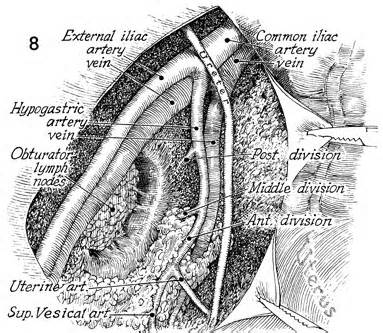 8
External iliac
artery
vein
Ureter
Common iliac
artery
vein
Hypogastric
artery
vein
Obturator
lymph
nodes
Post. division
Middle division
Ant. division
Uterine art.
Sup. Vesical art.
Uterus